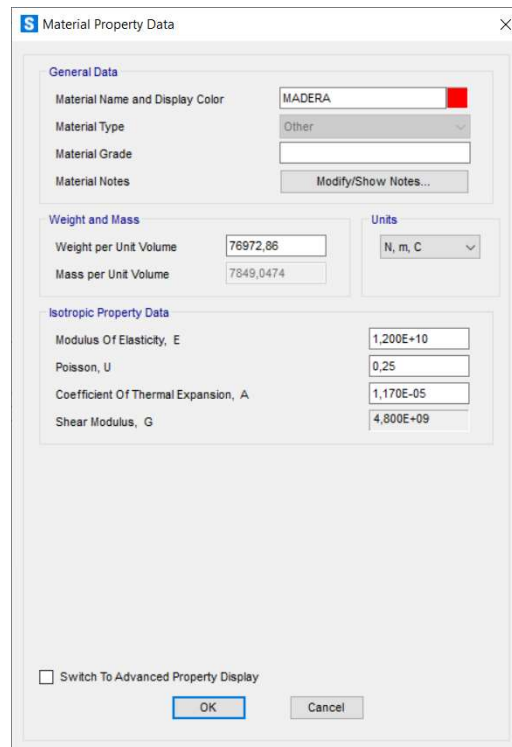 S Material Property Data
General Data
Material Name and Display Color MADERA
Material Type Other
Material Grade
Material Notes Modify/Show Notes...
Weight and Mass Units
Weight per Unit Volume 76972,86 N, m, C
Mass per Unit Volume 7849,0474
Isotropic Property Data
Modulus Of Elasticity, E 1,200E+10
Poisson, U 0,25
Coefficient Of Thermal Expansion, A 1,170E-05
Shear Modulus, G 4,800E+09
Switch To Advanced Property Display
OK Cancel